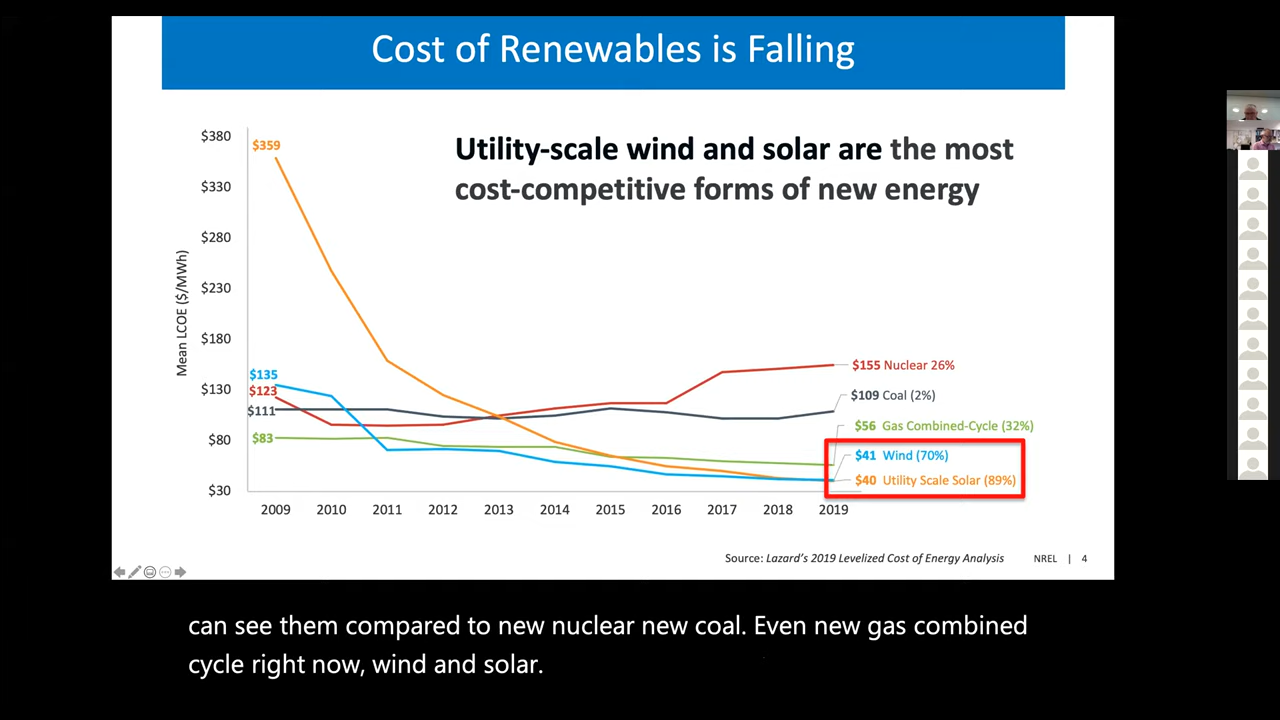 Cost of Renewables is Falling
Utility-scale wind and solar are the most
cost-competitive forms of new energy
Mean LCOE ($/MWh)
$380
$330
$280
$230
$180
$130
$80
$30
$359
$135
$123
$111
$83
$155 Nuclear 26%
$109 Coal (2%)
$56 Gas Combined-Cycle (32%)
$41 Wind (70%)
$40 Utility Scale Solar (89%)
2009 2010 2011 2012 2013 2014 2015 2016 2017 2018 2019
Source: Lazard's 2019 Levelized Cost of Energy Analysis NREL | 4
can see them compared to new nuclear new coal. Even new gas combined
cycle right now, wind and solar.